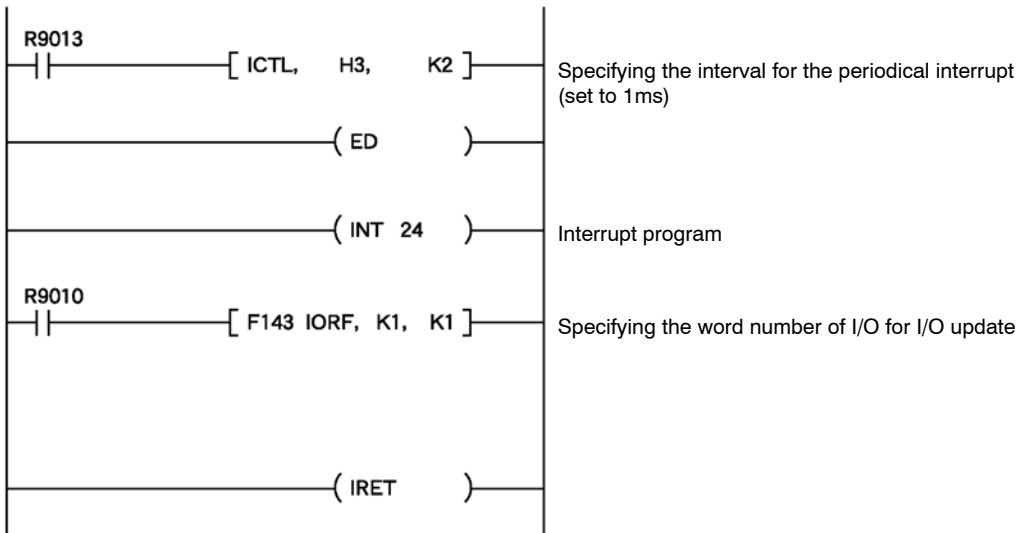 R9013
[ ICTL, H3, K2 ] Specifying the interval for the periodical interrupt
(set to 1ms)
( ED )
( INT 24 ) Interrupt program
R9010
[ F143 IORF, K1, K1 ] Specifying the word number of I/O for I/O update
( IRET )